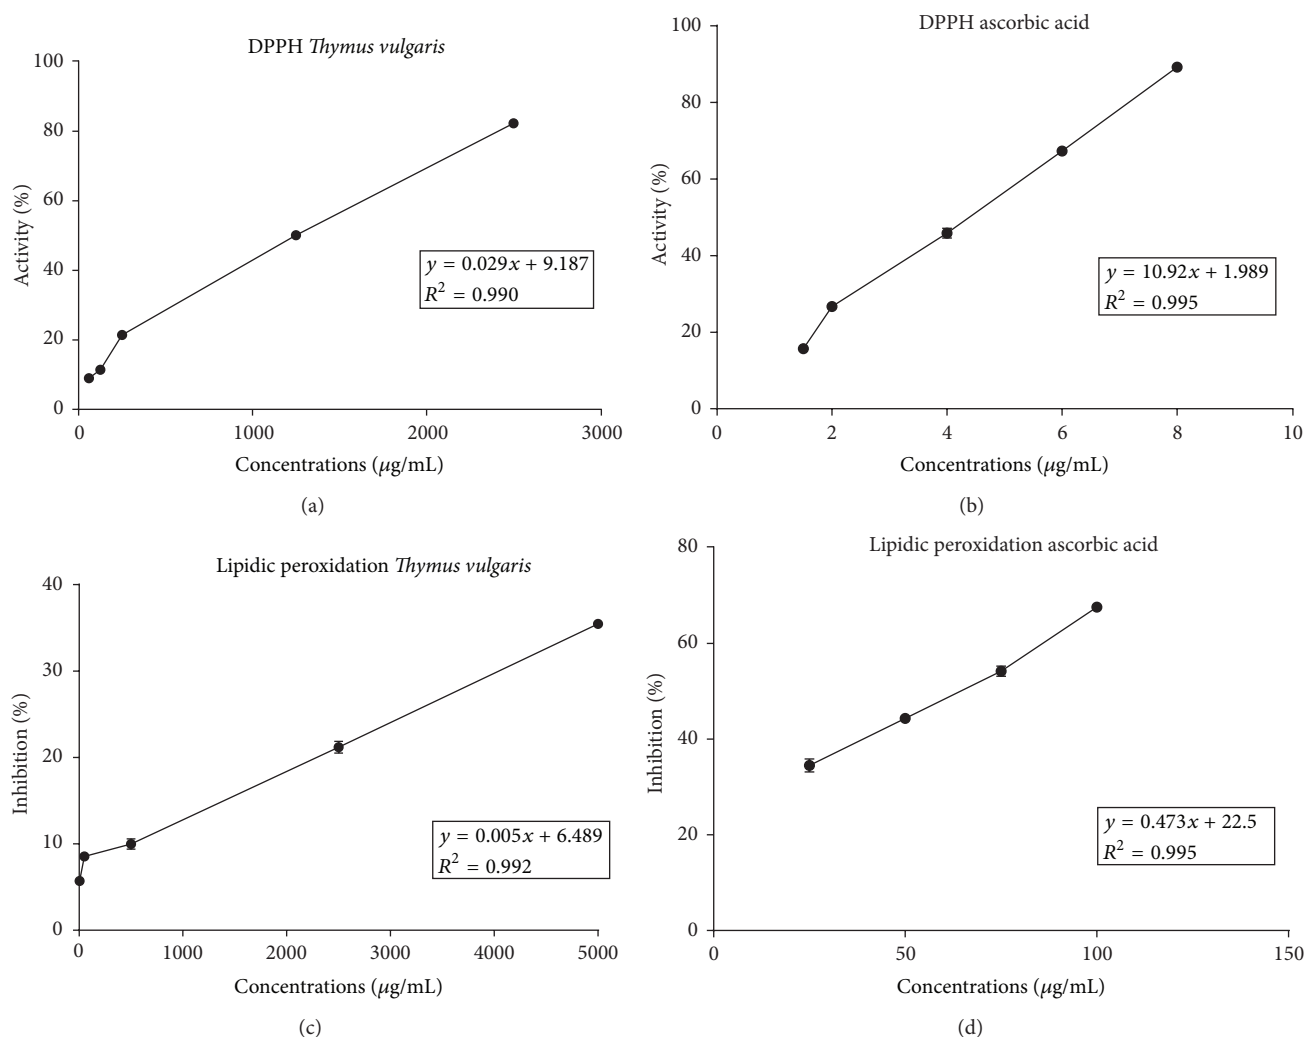 DPPH Thymus vulgaris
100
80
60
40
20
0
Activity (%)
y = 0.029x + 9.187
R² = 0.990
0 1000 2000 3000
Concentrations (μg/mL)
(a)
DPPH ascorbic acid
100
80
60
40
20
0
Activity (%)
y = 10.92x + 1.989
R² = 0.995
0 2 4 6 8 10
Concentrations (μg/mL)
(b)
Lipidic peroxidation Thymus vulgaris
40
30
20
10
0
Inhibition (%)
y = 0.005x + 6.489
R² = 0.992
0 1000 2000 3000 4000 5000
Concentrations (μg/mL)
(c)
Lipidic peroxidation ascorbic acid
80
60
40
20
0
Inhibition (%)
y = 0.473x + 22.5
R² = 0.995
0 50 100 150
Concentrations (μg/mL)
(d)